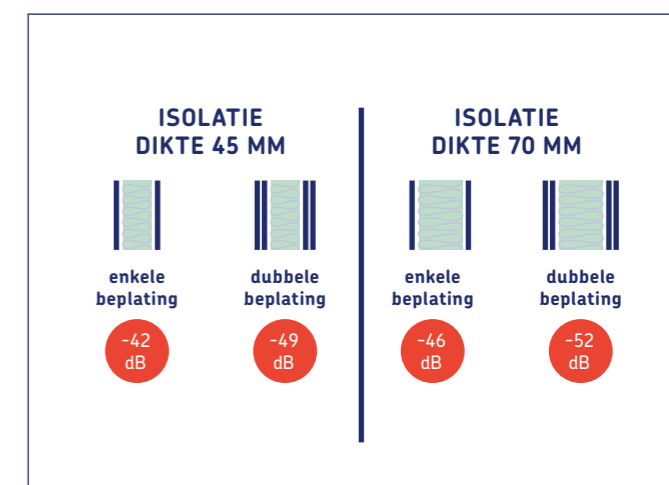 ISOLATIE
DIKTE 45 MM
enkele
beplating
-42
dB
dubbele
beplating
-49
dB
ISOLATIE
DIKTE 70 MM
enkele
beplating
-46
dB
dubbele
beplating
-52
dB